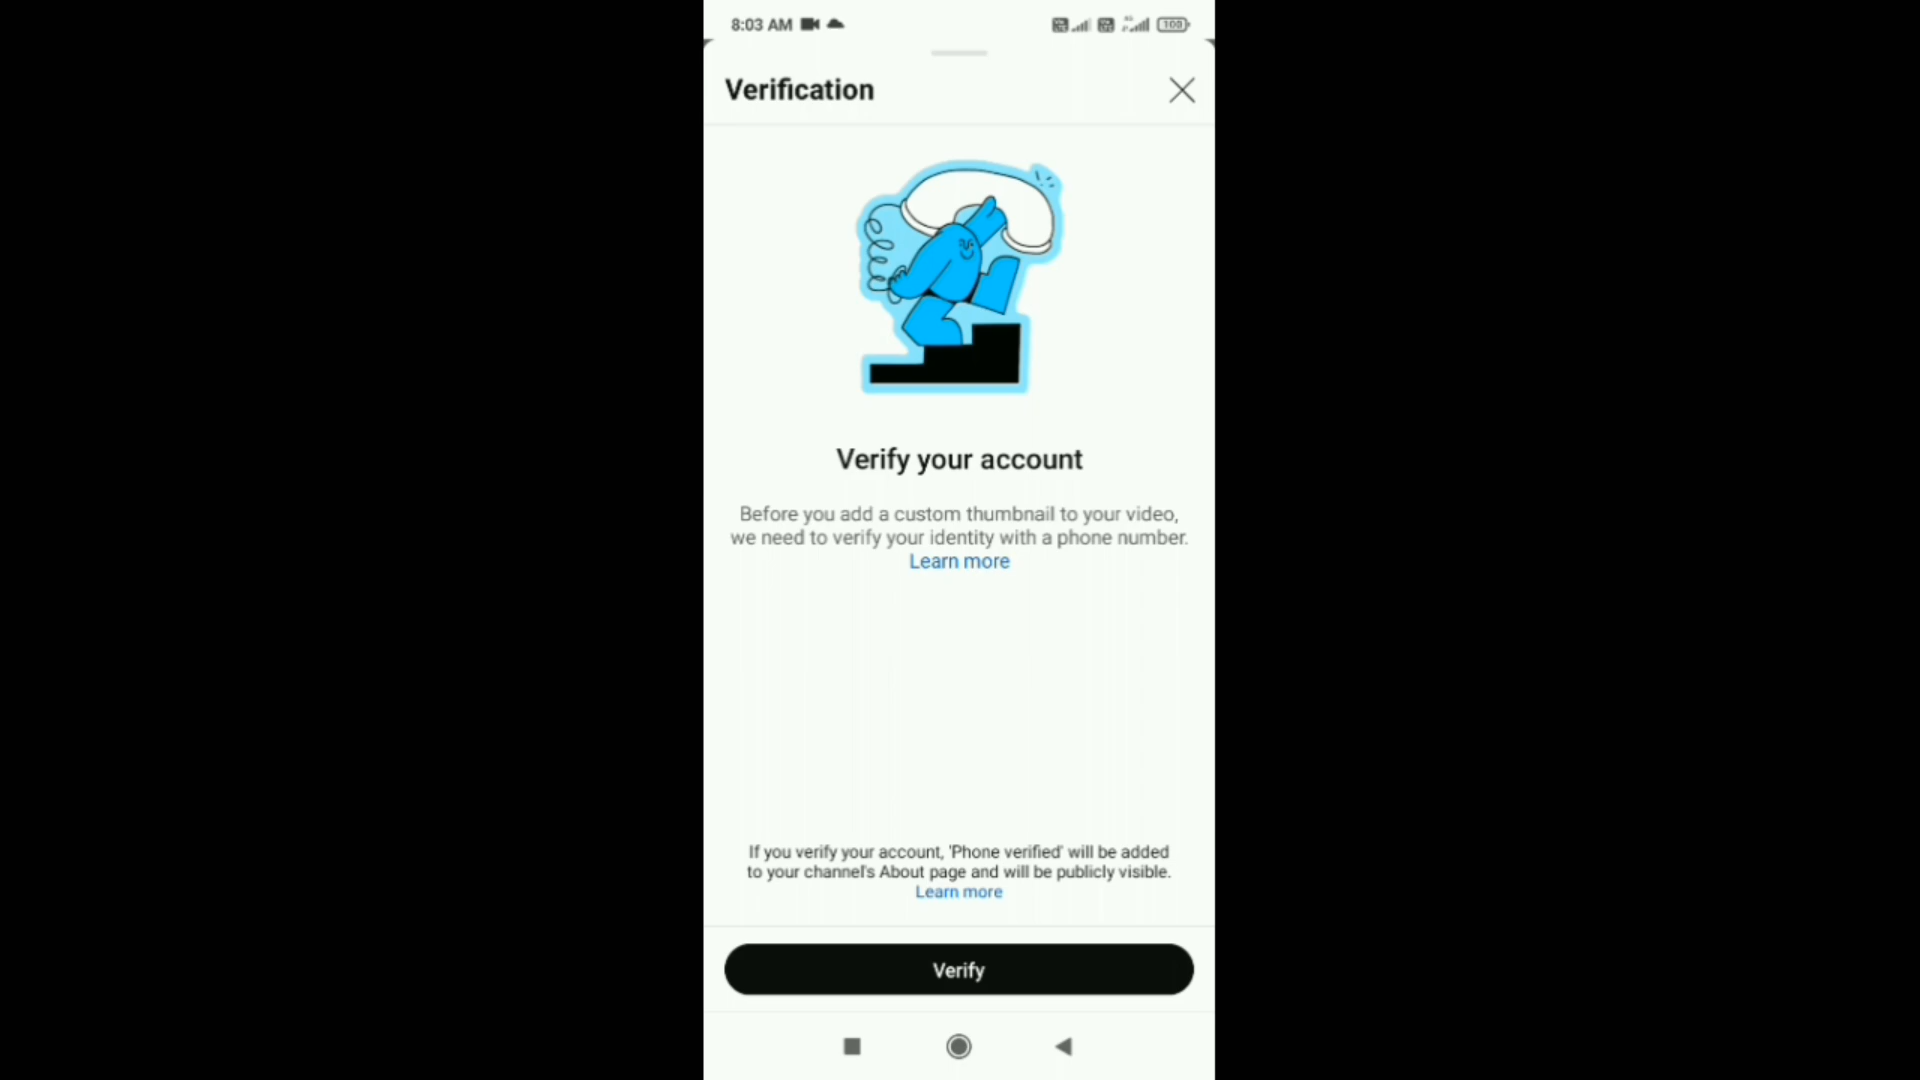 8:03 AM
100
Verification
Verify your account
Before you add a custom thumbnail to your video,
we need to verify your identity with a phone number.
Learn more
If you verify your account, 'Phone verified' will be added
to your channel's About page and will be publicly visible.
Learn more
Verify